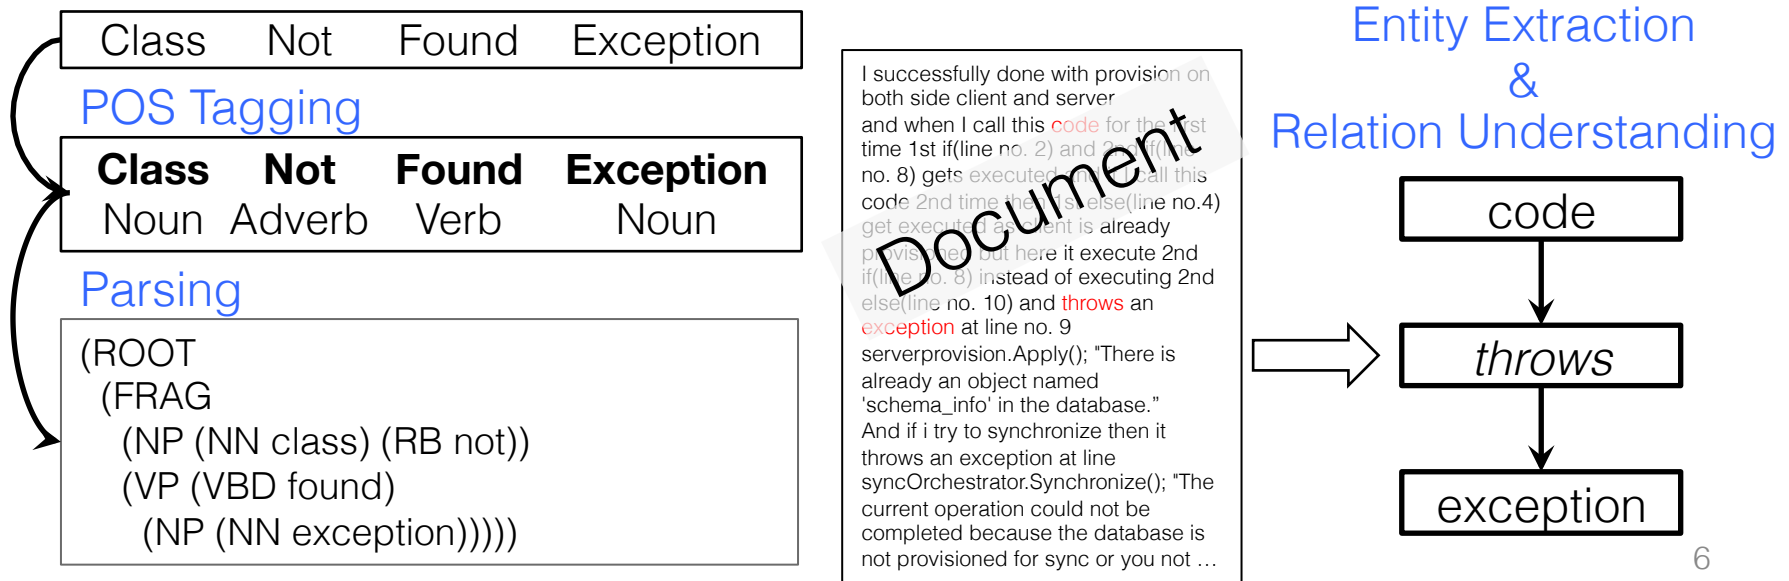 Class Not Found Exception
POS Tagging
Class Not Found Exception
Noun Adverb Verb Noun
Parsing
(ROOT
(FRAG
(NP (NN class) (RB not))
(VP (VBD found)
(NP (NN exception)))))
I successfully done with provision on
both side client and server
and when I call this code for the first
time 1st if(line no. 2) and 2nd if(line
no. 8) gets executed and if I call this
code 2nd time then 1st else(line no.4)
get executed as client is already
provisioned but here it execute 2nd
if(line no. 8) instead of executing 2nd
else(line no. 10) and throws an
exception at line no. 9
serverprovision.Apply(); "There is
already an object named
'schema_info' in the database.”
And if i try to synchronize then it
throws an exception at line
syncOrchestrator.Synchronize(); "The
current operation could not be
completed because the database is
not provisioned for sync or you not …
Document
Entity Extraction
&
Relation Understanding
code
throws
exception
6